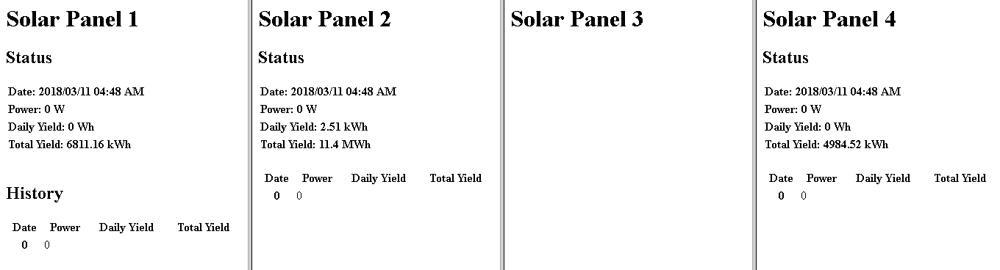 Solar Panel 1
Status
Date: 2018/03/11 04:48 AM
Power: 0 W
Daily Yield: 0 Wh
Total Yield: 6811.16 kWh
History
Date Power Daily Yield Total Yield
0 0
Solar Panel 2
Status
Date: 2018/03/11 04:48 AM
Power: 0 W
Daily Yield: 2.51 kWh
Total Yield: 11.4 MWh
Date Power Daily Yield Total Yield
0 0
Solar Panel 3
Solar Panel 4
Status
Date: 2018/03/11 04:48 AM
Power: 0 W
Daily Yield: 0 Wh
Total Yield: 4984.52 kWh
Date Power Daily Yield Total Yield
0 0